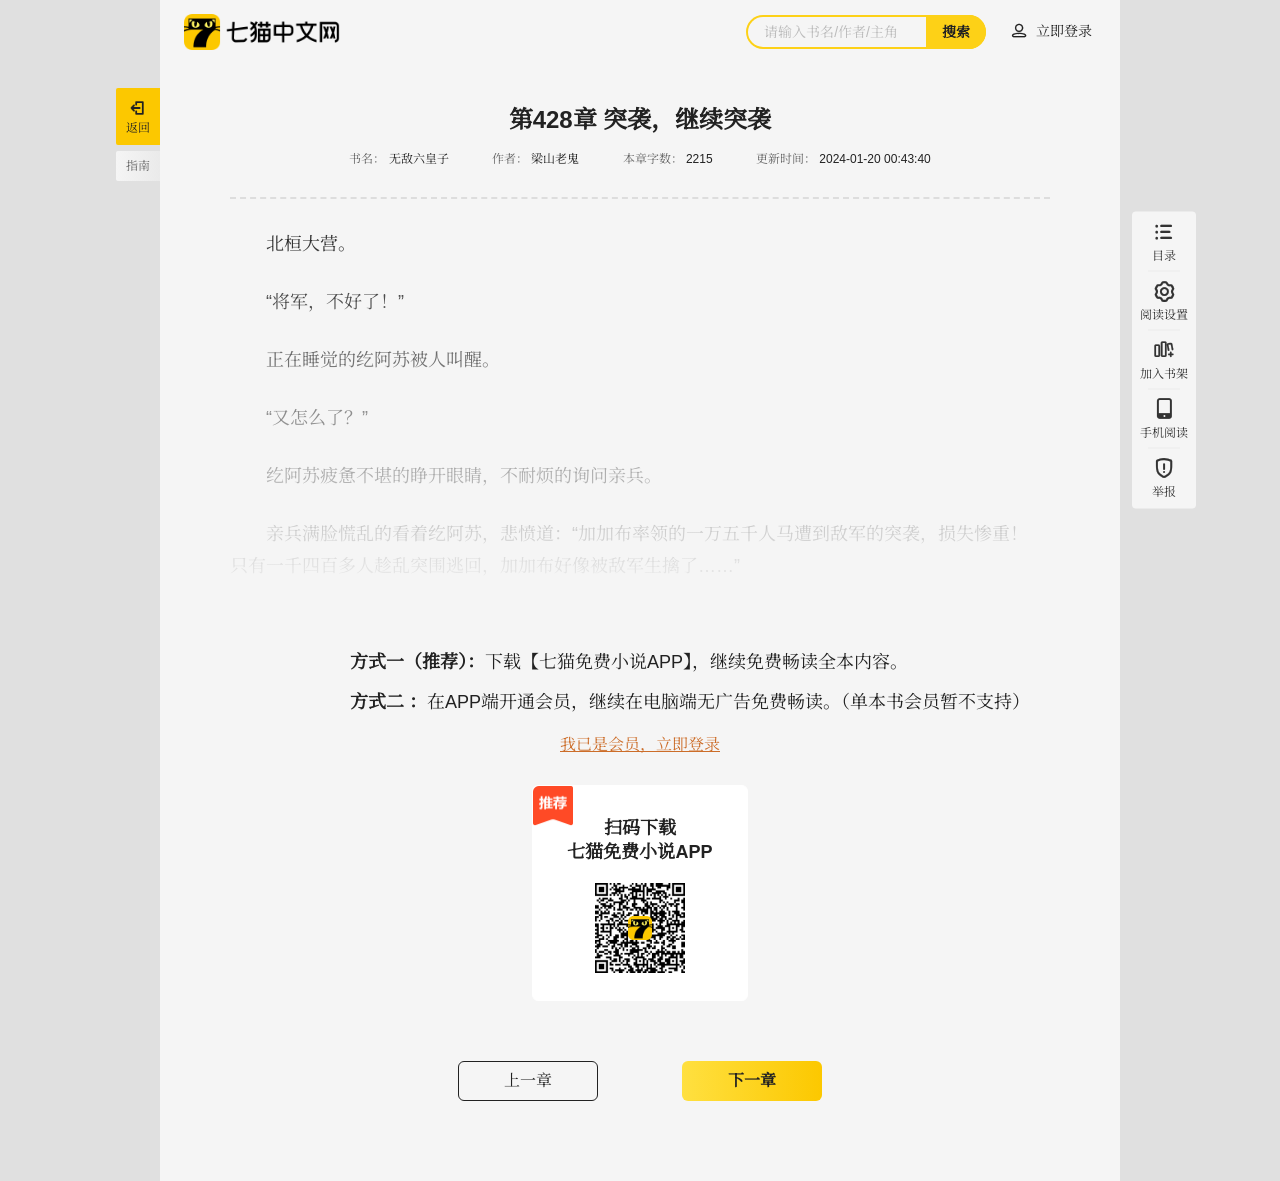 七猫中文网
请输入书名/作者/主角
搜索
立即登录
返回
指南
第428章 突袭，继续突袭
书名： 无敌六皇子 作者： 梁山老鬼 本章字数： 2215 更新时间： 2024-01-20 00:43:40
北桓大营。
“将军，不好了！”
正在睡觉的纥阿苏被人叫醒。
“又怎么了？”
纥阿苏疲惫不堪的睁开眼睛，不耐烦的询问亲兵。
亲兵满脸慌乱的看着纥阿苏，悲愤道：“加加布率领的一万五千人马遭到敌军的突袭，损失惨重！
只有一千四百多人趁乱突围逃回，加加布好像被敌军生擒了……”
方式一（推荐）：下载【七猫免费小说APP】，继续免费畅读全本内容。
方式二 ：在APP端开通会员，继续在电脑端无广告免费畅读。（单本书会员暂不支持）
我已是会员，立即登录
推荐
扫码下载
七猫免费小说APP
上一章
下一章
目录
阅读设置
加入书架
手机阅读
举报